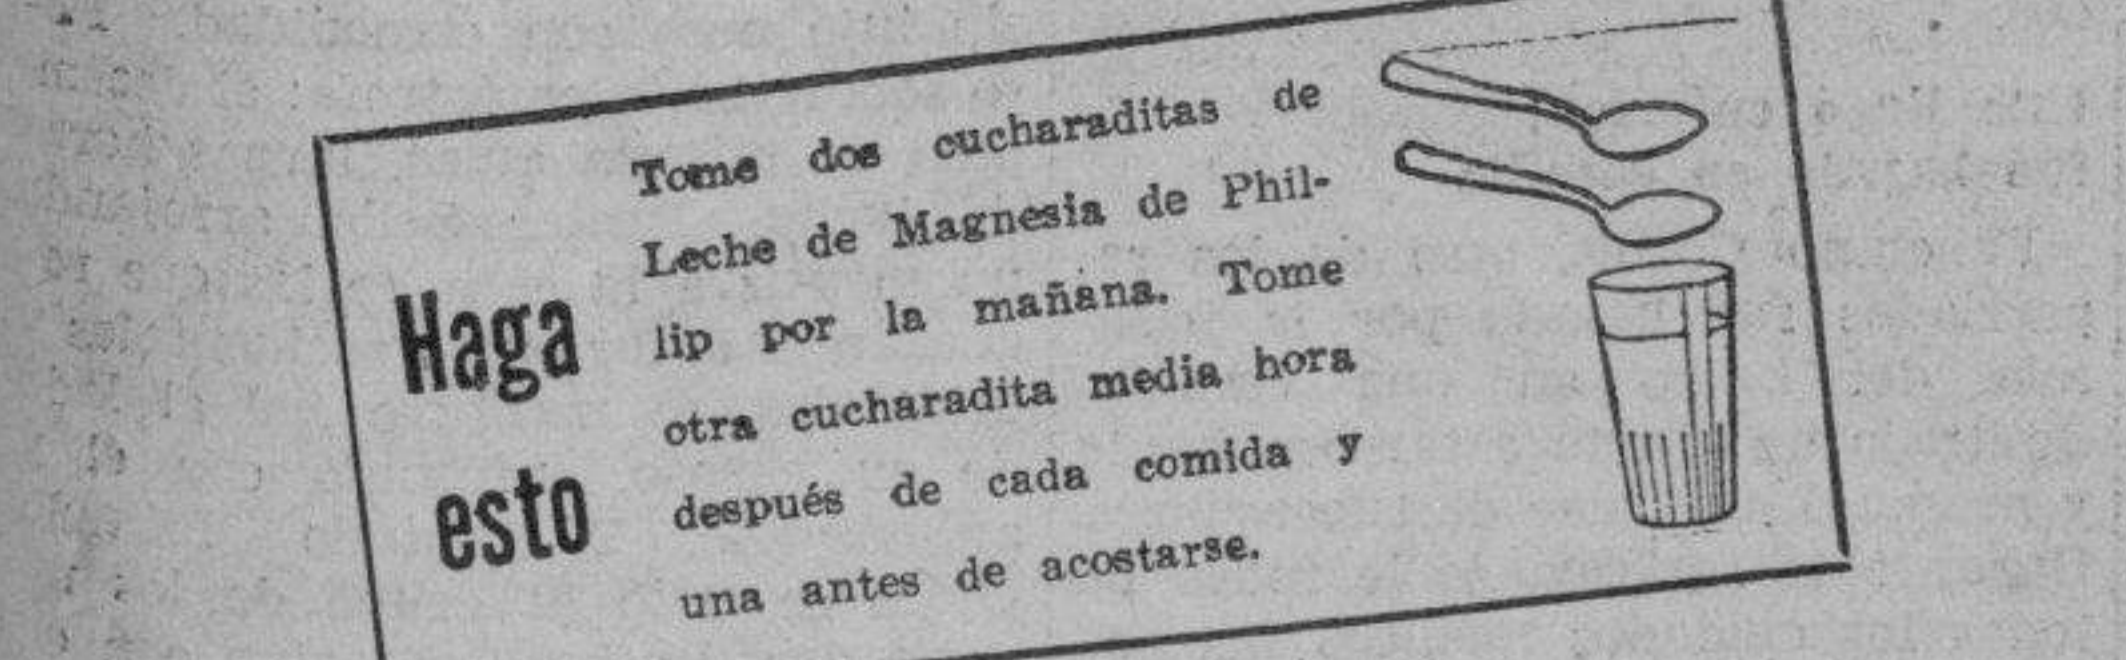 Haga
esto
Tome dos cucharaditas de
Leche de Magnesia de Phil-
lip por la mañana. Tome
otra cucharadita media hora
después de cada comida y
una antes de acostarse.